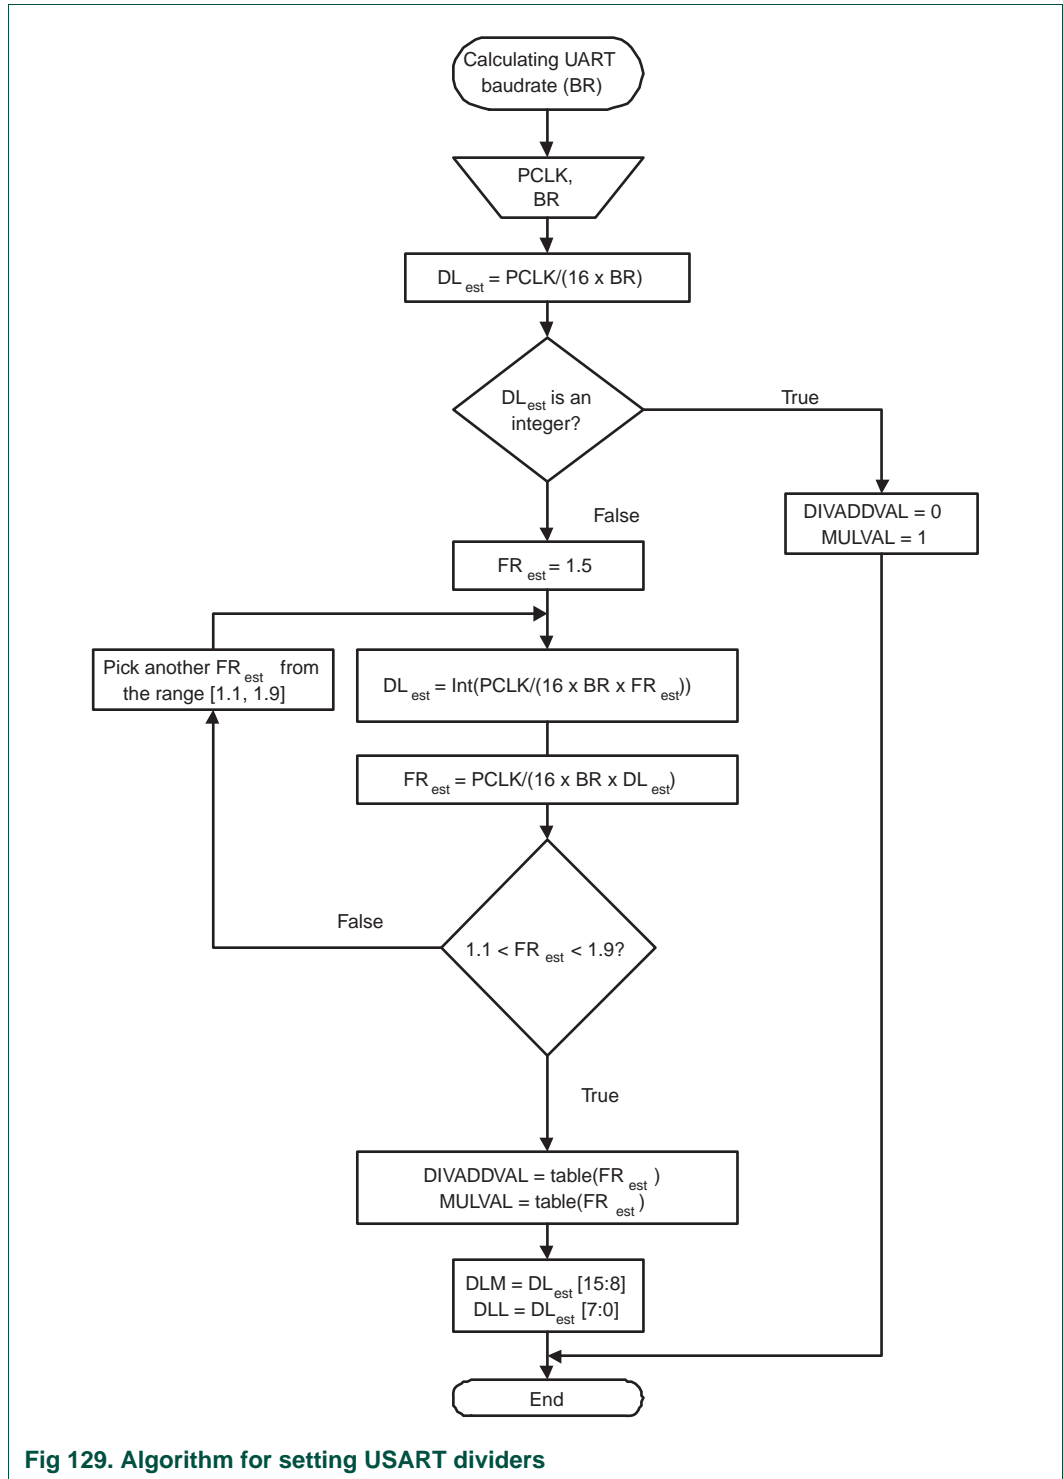 Calculating UART
baudrate (BR)
PCLK,
BR
DL est = PCLK/(16 x BR)
DL est is an
integer?
True
False
DIVADDVAL = 0
MULVAL = 1
FR est = 1.5
Pick another FR est from
the range [1.1, 1.9]
DL est = Int(PCLK/(16 x BR x FR est))
FR est = PCLK/(16 x BR x DL est)
False
1.1 < FR est < 1.9?
True
DIVADDVAL = table(FR est )
MULVAL = table(FR est )
DLM = DL est [15:8]
DLL = DL est [7:0]
End
Fig 129. Algorithm for setting USART dividers